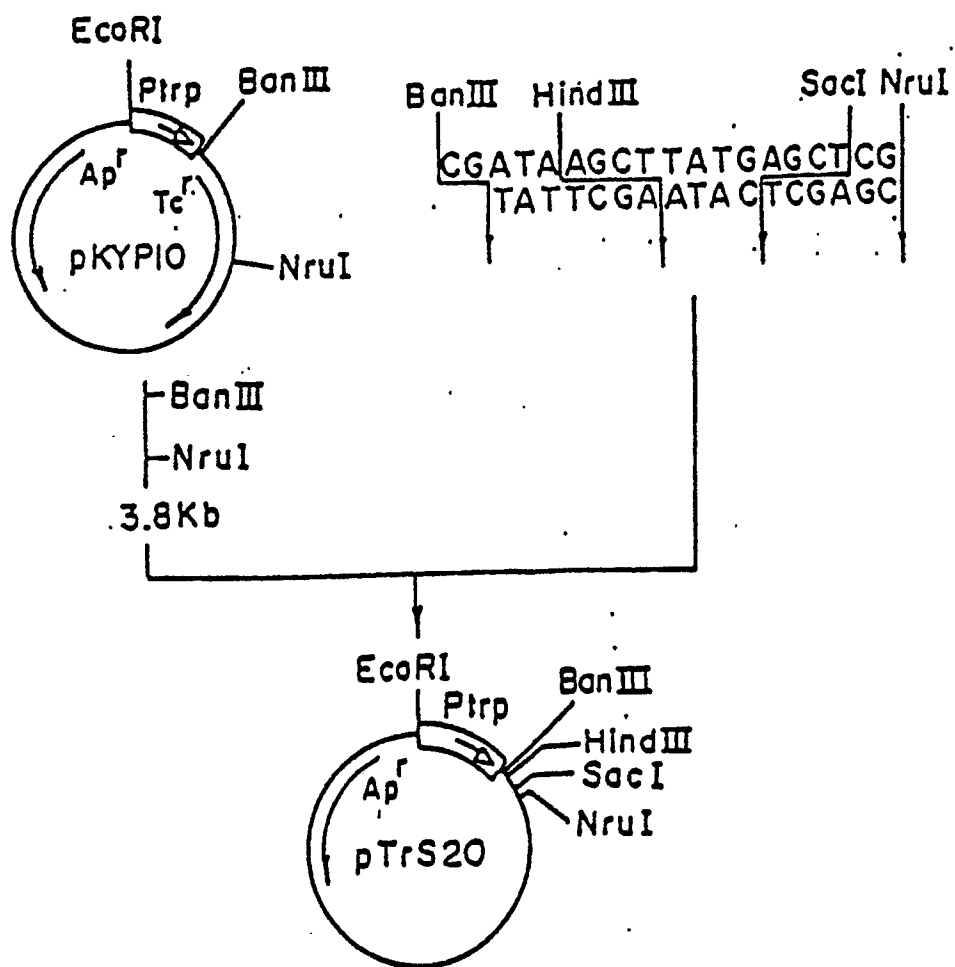 EcoRI
Ptrp
BanIII
Apr
Tcr
pKYP10
NruI
BanIII HindIII SacI NruI
CGATAAGCTTATGAGCTCG
TATTCGAATACTCGAGC
BanIII
NruI
3.8Kb
EcoRI
Ptrp
BanIII
HindIII
SacI
NruI
Apr
pTrS20